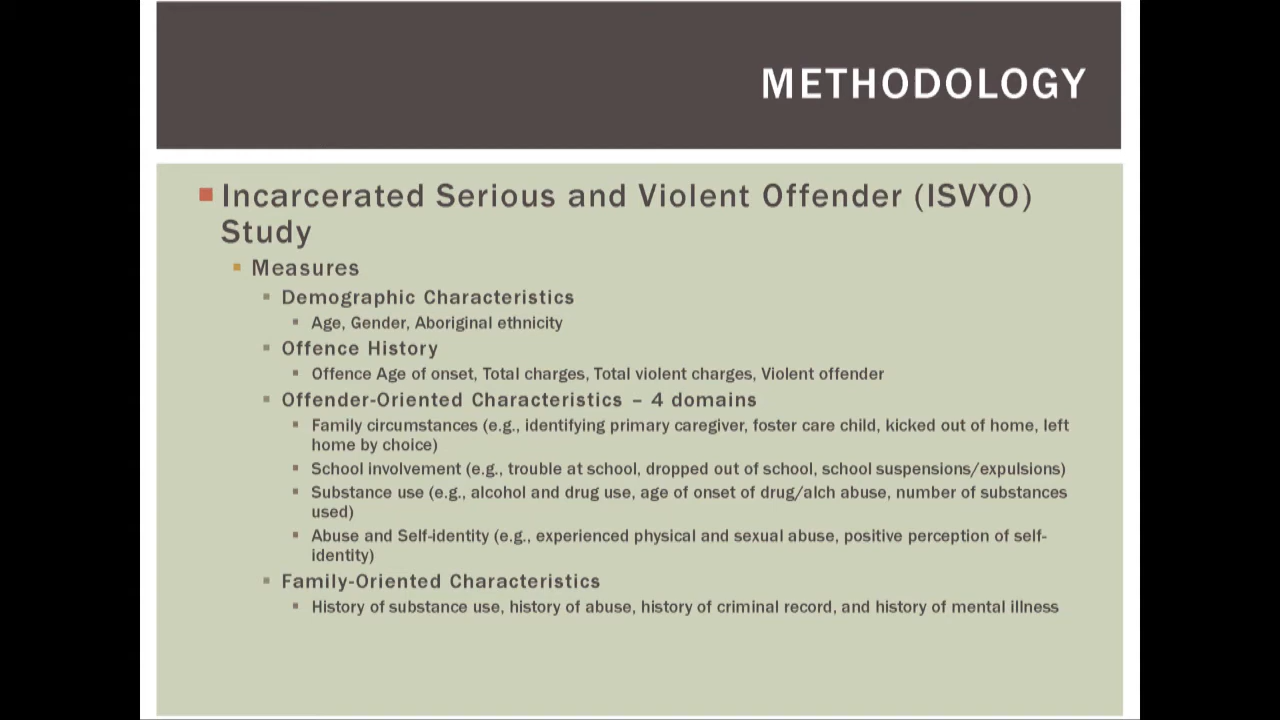 METHODOLOGY
Incarcerated Serious and Violent Offender (ISVYO)
Study
Measures
Demographic Characteristics
Age, Gender, Aboriginal ethnicity
Offence History
Offence Age of onset, Total charges, Total violent charges, Violent offender
Offender-Oriented Characteristics – 4 domains
Family circumstances (e.g., identifying primary caregiver, foster care child, kicked out of home, left
home by choice)
School involvement (e.g., trouble at school, dropped out of school, school suspensions/expulsions)
Substance use (e.g., alcohol and drug use, age of onset of drug/alch abuse, number of substances
used)
Abuse and Self-identity (e.g., experienced physical and sexual abuse, positive perception of self-
identity)
Family-Oriented Characteristics
History of substance use, history of abuse, history of criminal record, and history of mental illness